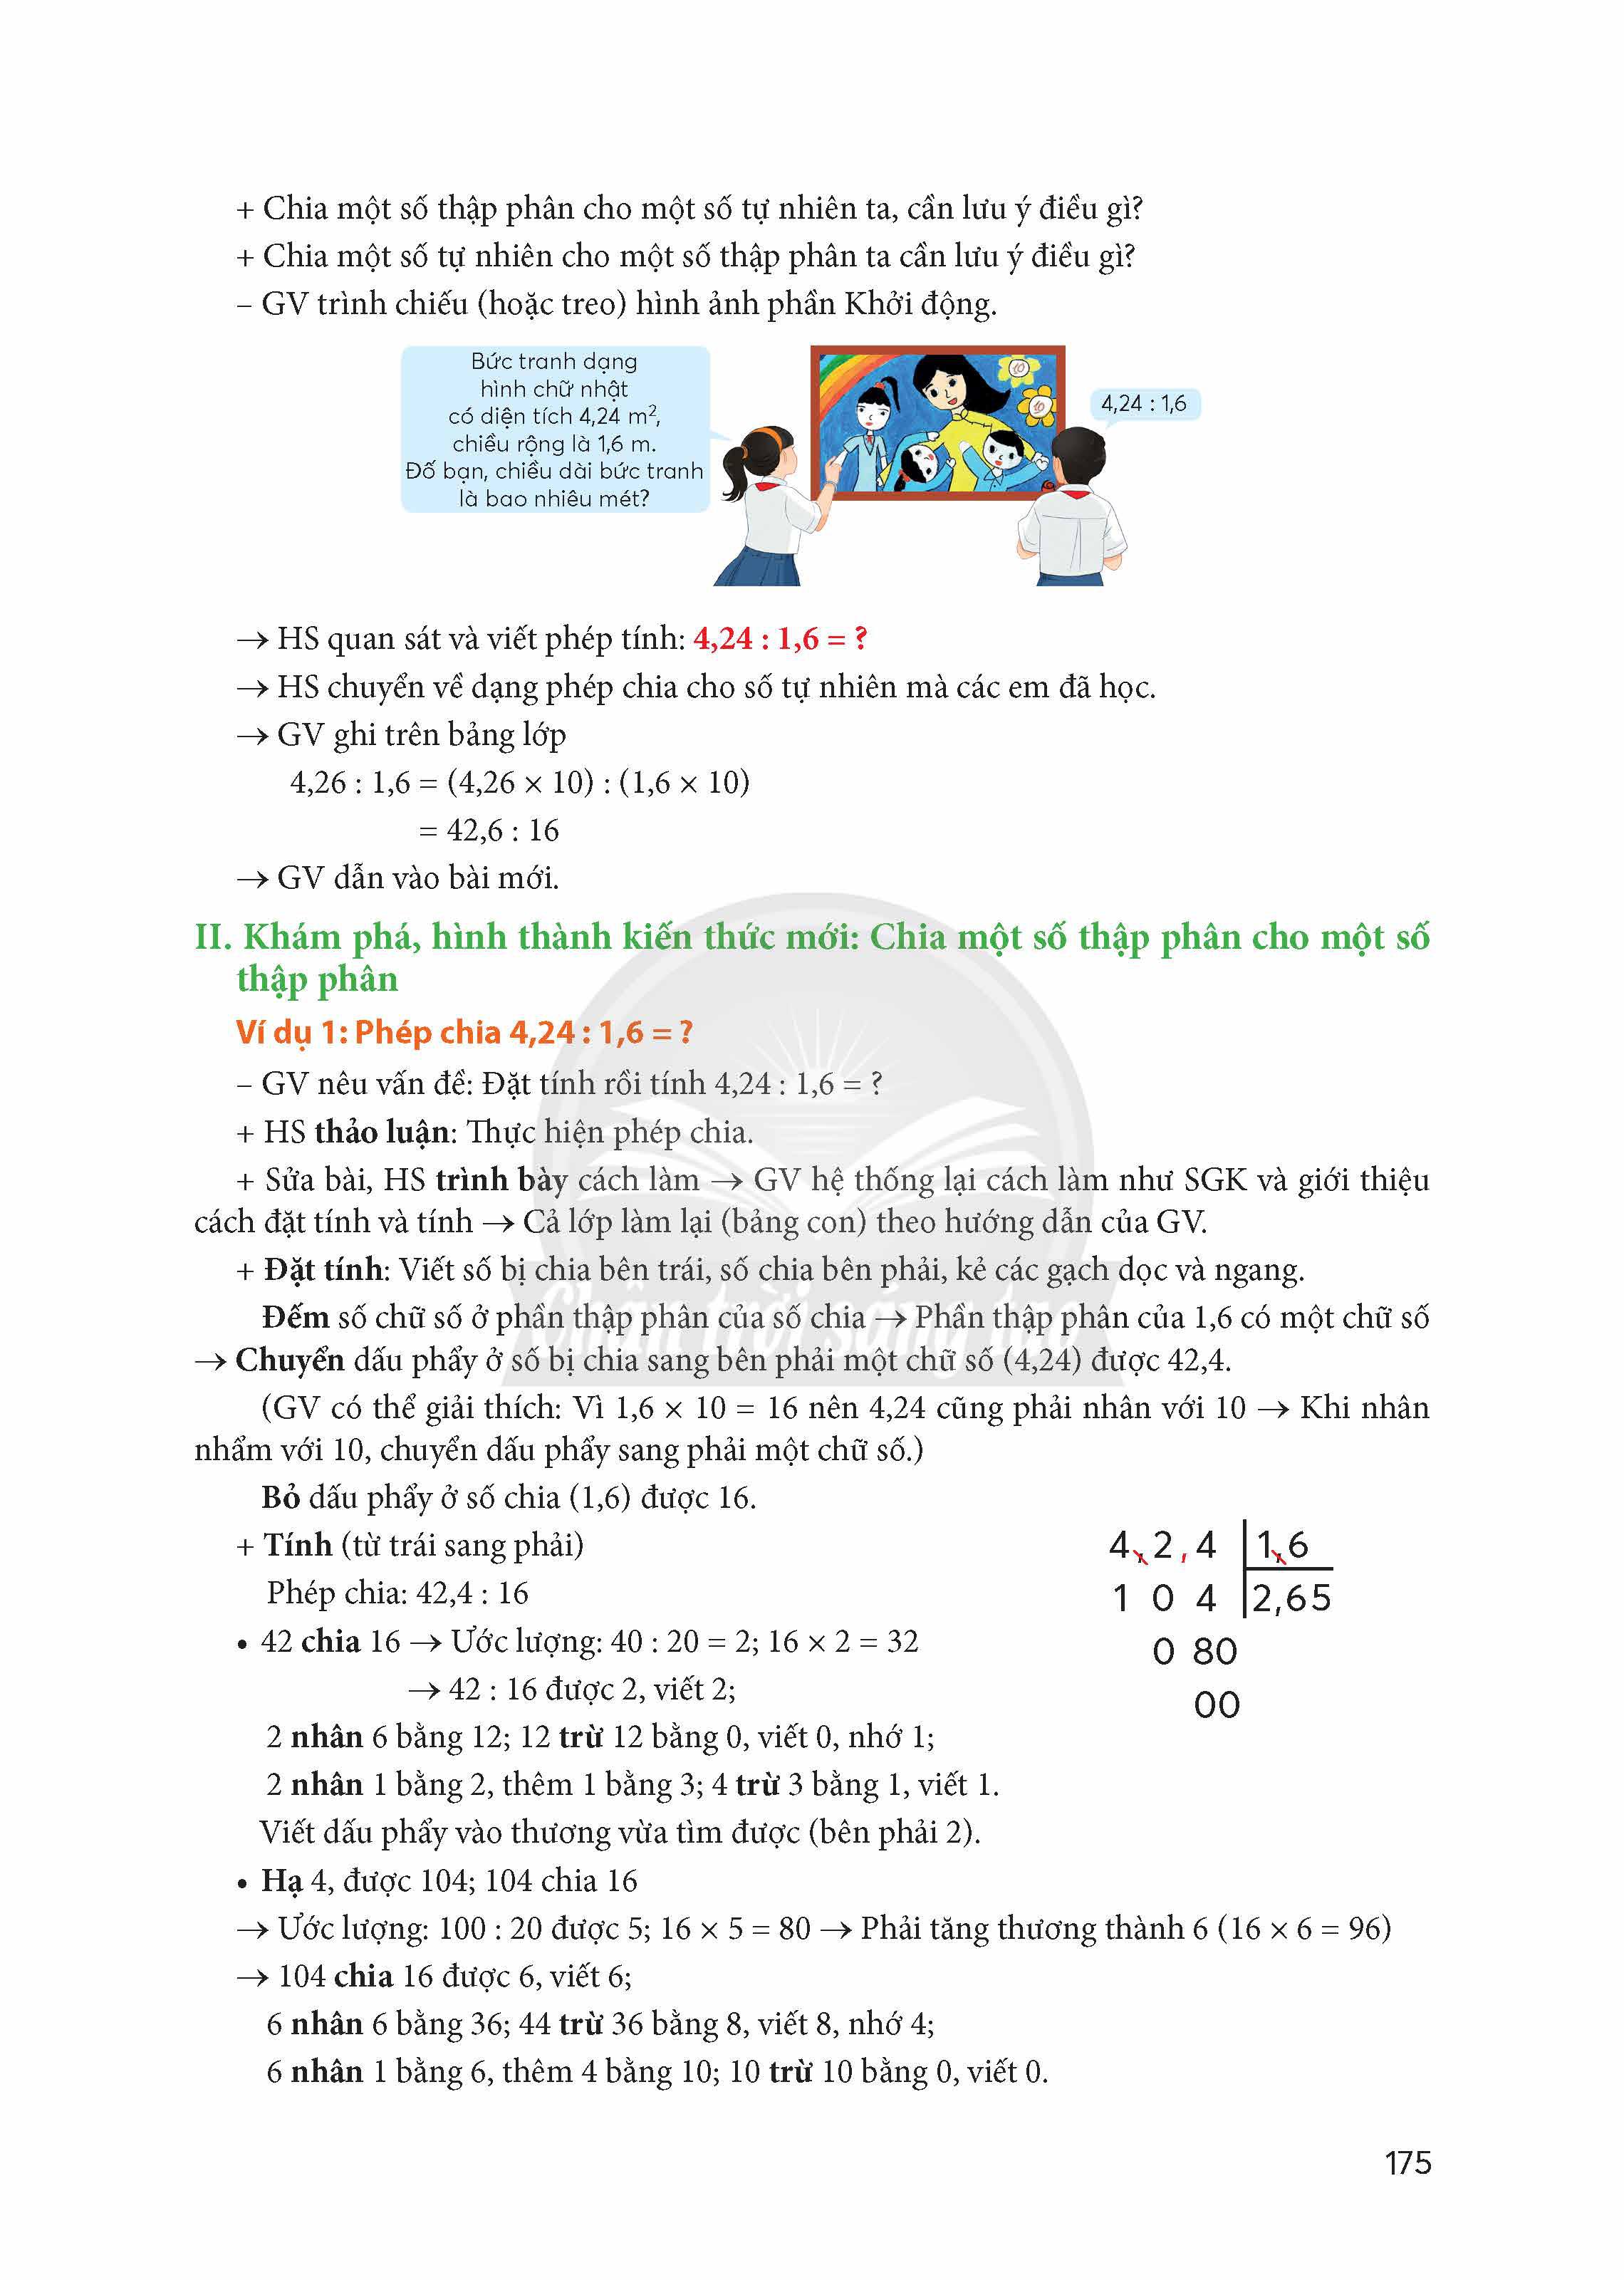 + Chia một số thập phân cho một số tự nhiên ta, cần lưu ý điều gì?
+ Chia một số tự nhiên cho một số thập phân ta cần lưu ý điều gì?
– GV trình chiếu (hoặc treo) hình ảnh phần Khởi động.
Bức tranh dạng
hình chữ nhật
có diện tích 4,24 m²,
chiều rộng là 1,6 m.
Đố bạn, chiều dài bức tranh
là bao nhiêu mét?
10
10
4,24 : 1,6
→ HS quan sát và viết phép tính: 4,24 : 1,6 = ?
→ HS chuyển về dạng phép chia cho số tự nhiên mà các em đã học.
→ GV ghi trên bảng lớp
4,26 : 1,6 = (4,26 × 10) : (1,6 × 10)
= 42,6 : 16
→ GV dẫn vào bài mới.
II. Khám phá, hình thành kiến thức mới: Chia một số thập phân cho một số
thập phân
Ví dụ 1: Phép chia 4,24 : 1,6 = ?
– GV nêu vấn đề: Đặt tính rồi tính 4,24 : 1,6 = ?
+ HS thảo luận: Thực hiện phép chia.
+ Sửa bài, HS trình bày cách làm → GV hệ thống lại cách làm như SGK và giới thiệu
cách đặt tính và tính → Cả lớp làm lại (bảng con) theo hướng dẫn của GV.
+ Đặt tính: Viết số bị chia bên trái, số chia bên phải, kẻ các gạch dọc và ngang.
Chân trời sáng tạo
Đếm số chữ số ở phần thập phân của số chia → Phần thập phân của 1,6 có một chữ số
→ Chuyển dấu phẩy ở số bị chia sang bên phải một chữ số (4,24) được 42,4.
(GV có thể giải thích: Vì 1,6 × 10 = 16 nên 4,24 cũng phải nhân với 10 → Khi nhân
nhẩm với 10, chuyển dấu phẩy sang phải một chữ số.)
Bỏ dấu phẩy ở số chia (1,6) được 16.
+ Tính (từ trái sang phải)
Phép chia: 42,4 : 16
• 42 chia 16 → Ước lượng: 40 : 20 = 2; 16 × 2 = 32
→ 42 : 16 được 2, viết 2;
2 nhân 6 bằng 12; 12 trừ 12 bằng 0, viết 0, nhớ 1;
2 nhân 1 bằng 2, thêm 1 bằng 3; 4 trừ 3 bằng 1, viết 1.
Viết dấu phẩy vào thương vừa tìm được (bên phải 2).
4,2,4 1,6
1 0 4 2,65
0 80
00
• Hạ 4, được 104; 104 chia 16
→ Ước lượng: 100 : 20 được 5; 16 × 5 = 80 → Phải tăng thương thành 6 (16 × 6 = 96)
→ 104 chia 16 được 6, viết 6;
6 nhân 6 bằng 36; 44 trừ 36 bằng 8, viết 8, nhớ 4;
6 nhân 1 bằng 6, thêm 4 bằng 10; 10 trừ 10 bằng 0, viết 0.
175